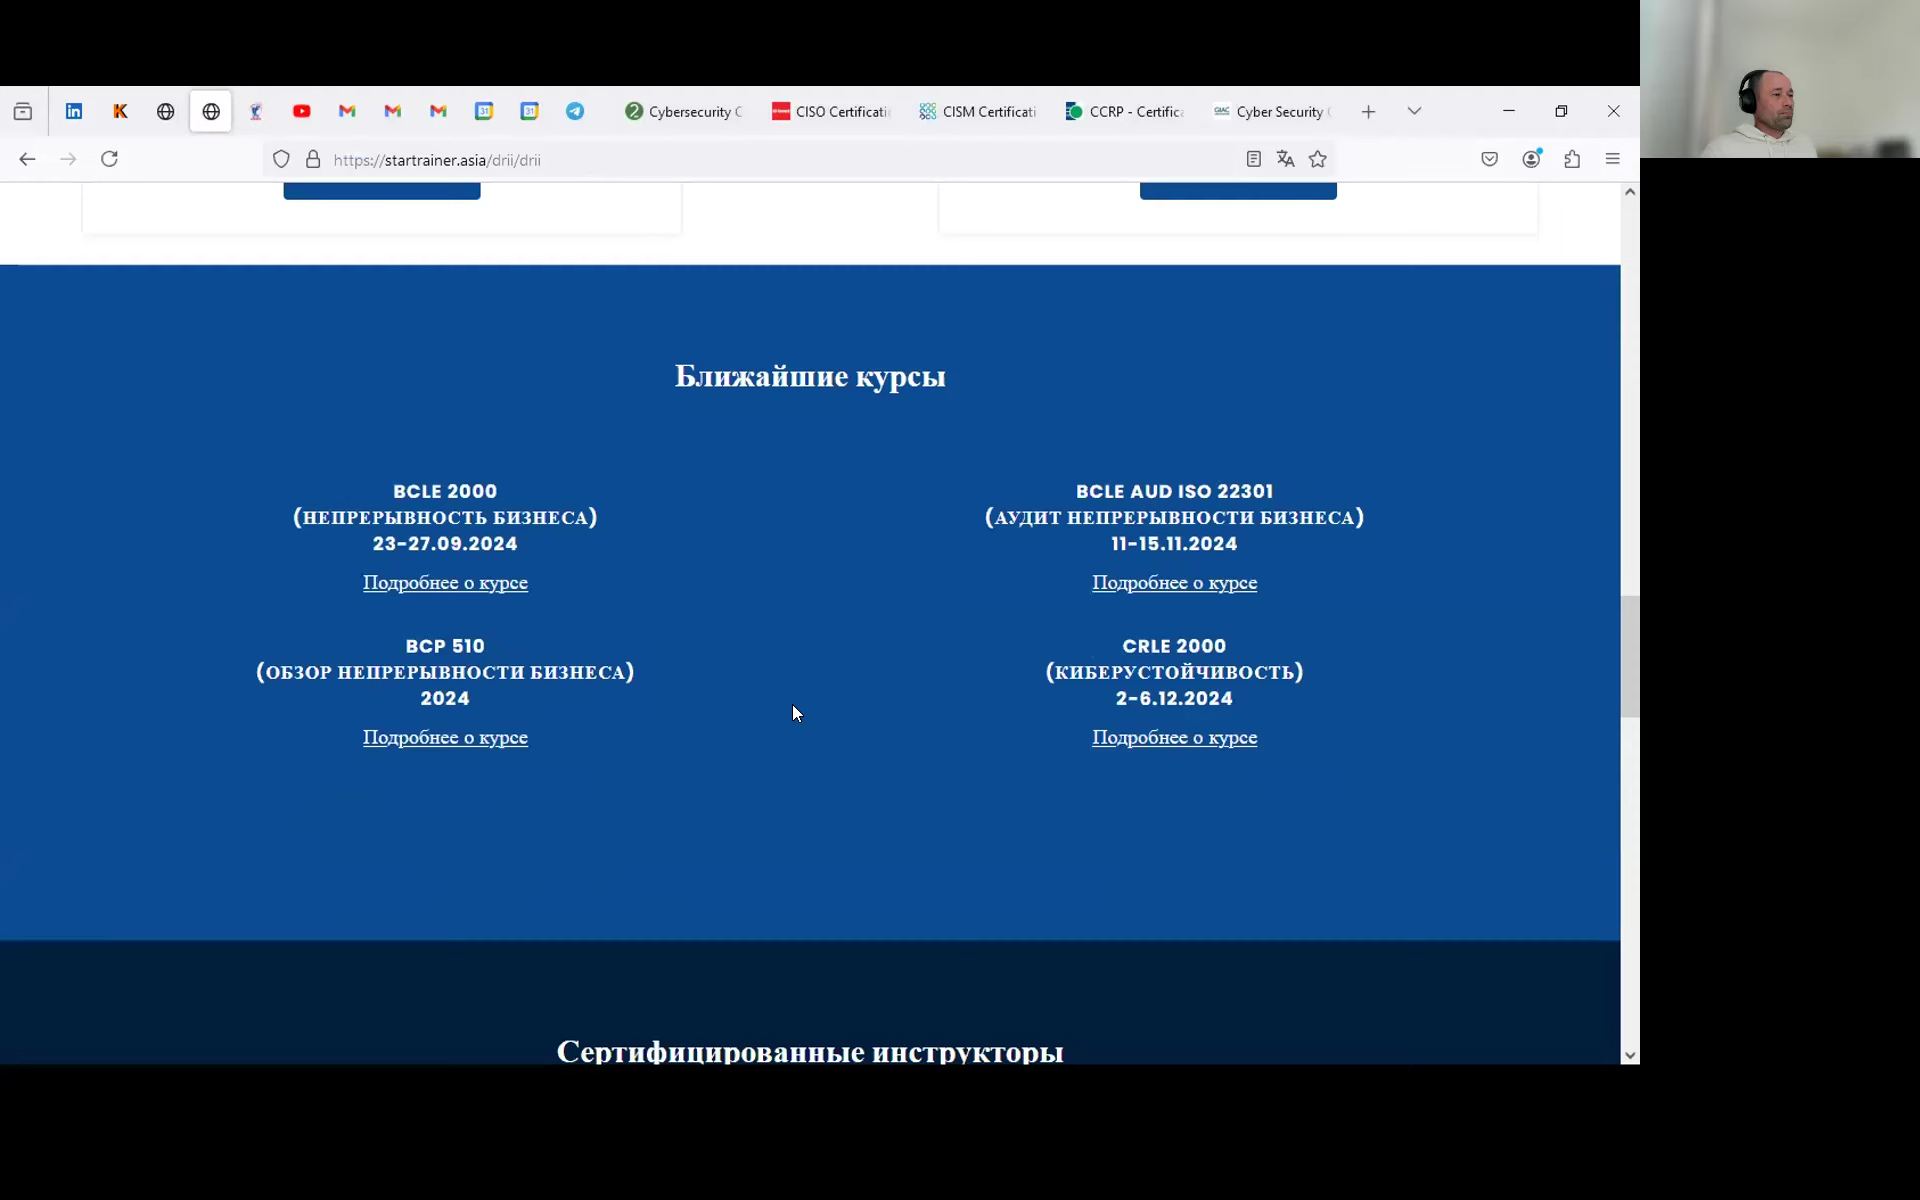 Cybersecurity C
CISO Certificati
CISM Certificati
CCRP - Certific
Cyber Security
https://startrainer.asia/drii/drii
Ближайшие курсы
BCLE 2000
(НЕПРЕРЫВНОСТЬ БИЗНЕСА)
23-27.09.2024
Подробнее о курсе
BCLE AUD ISO 22301
(АУДИТ НЕПРЕРЫВНОСТИ БИЗНЕСА)
11-15.11.2024
Подробнее о курсе
BCP 510
(ОБЗОР НЕПРЕРЫВНОСТИ БИЗНЕСА)
2024
Подробнее о курсе
CRLE 2000
(КИБЕРУСТОЙЧИВОСТЬ)
2-6.12.2024
Подробнее о курсе
Сертифицированные инструкторы